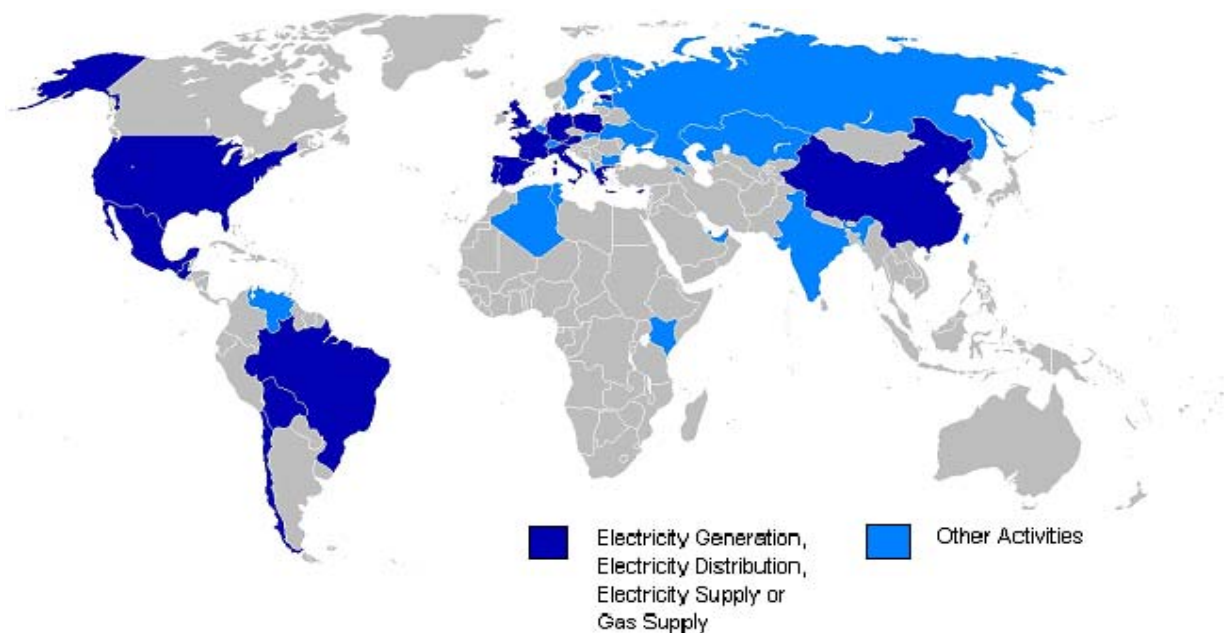 Electricity Generation,
Electricity Distribution,
Electricity Supply or
Gas Supply
Other Activities